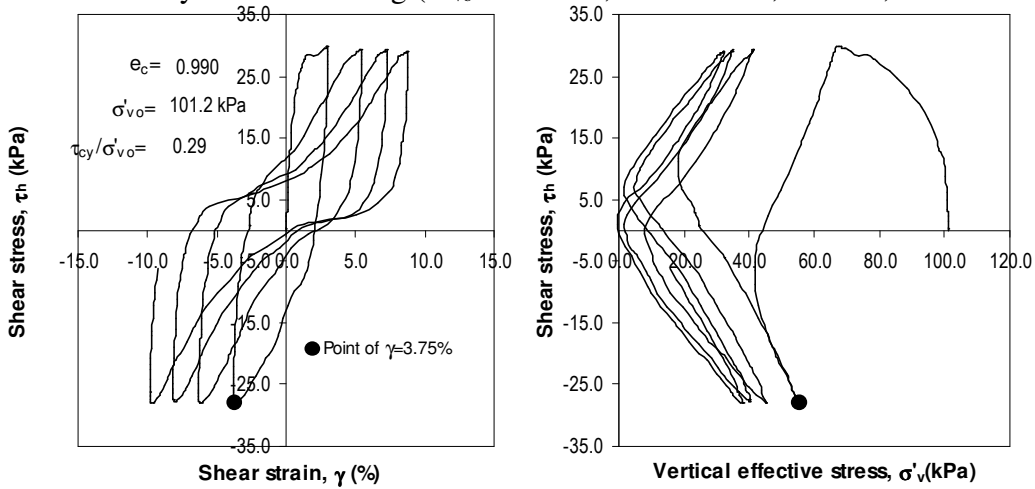 35.0
25.0
15.0
5.0
-5.0
-15.0
-25.0
-35.0
-15.0 -10.0 -5.0 0.0 5.0 10.0 15.0
e_c= 0.990
σ'_vo= 101.2 kPa
τ_cy/σ'_vo= 0.29
Point of γ=3.75%
Shear stress, τ_h (kPa)
Shear strain, γ (%)
35.0
25.0
15.0
5.0
-5.0
-15.0
-25.0
-35.0
0.0 20.0 40.0 60.0 80.0 100.0 120.0
Shear stress, τ_h (kPa)
Vertical effective stress, σ'_v(kPa)